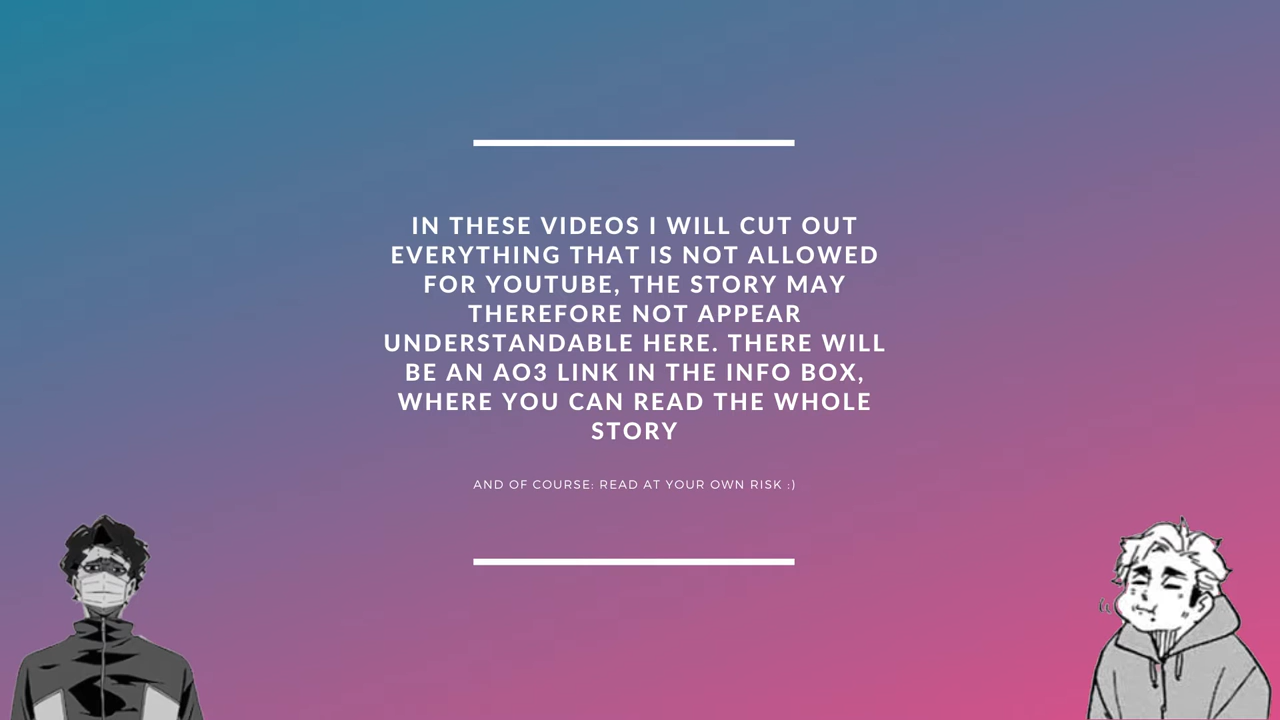 IN THESE VIDEOS I WILL CUT OUT
EVERYTHING THAT IS NOT ALLOWED
FOR YOUTUBE, THE STORY MAY
THEREFORE NOT APPEAR
UNDERSTANDABLE HERE. THERE WILL
BE AN AO3 LINK IN THE INFO BOX,
WHERE YOU CAN READ THE WHOLE
STORY
AND OF COURSE: READ AT YOUR OWN RISK :)